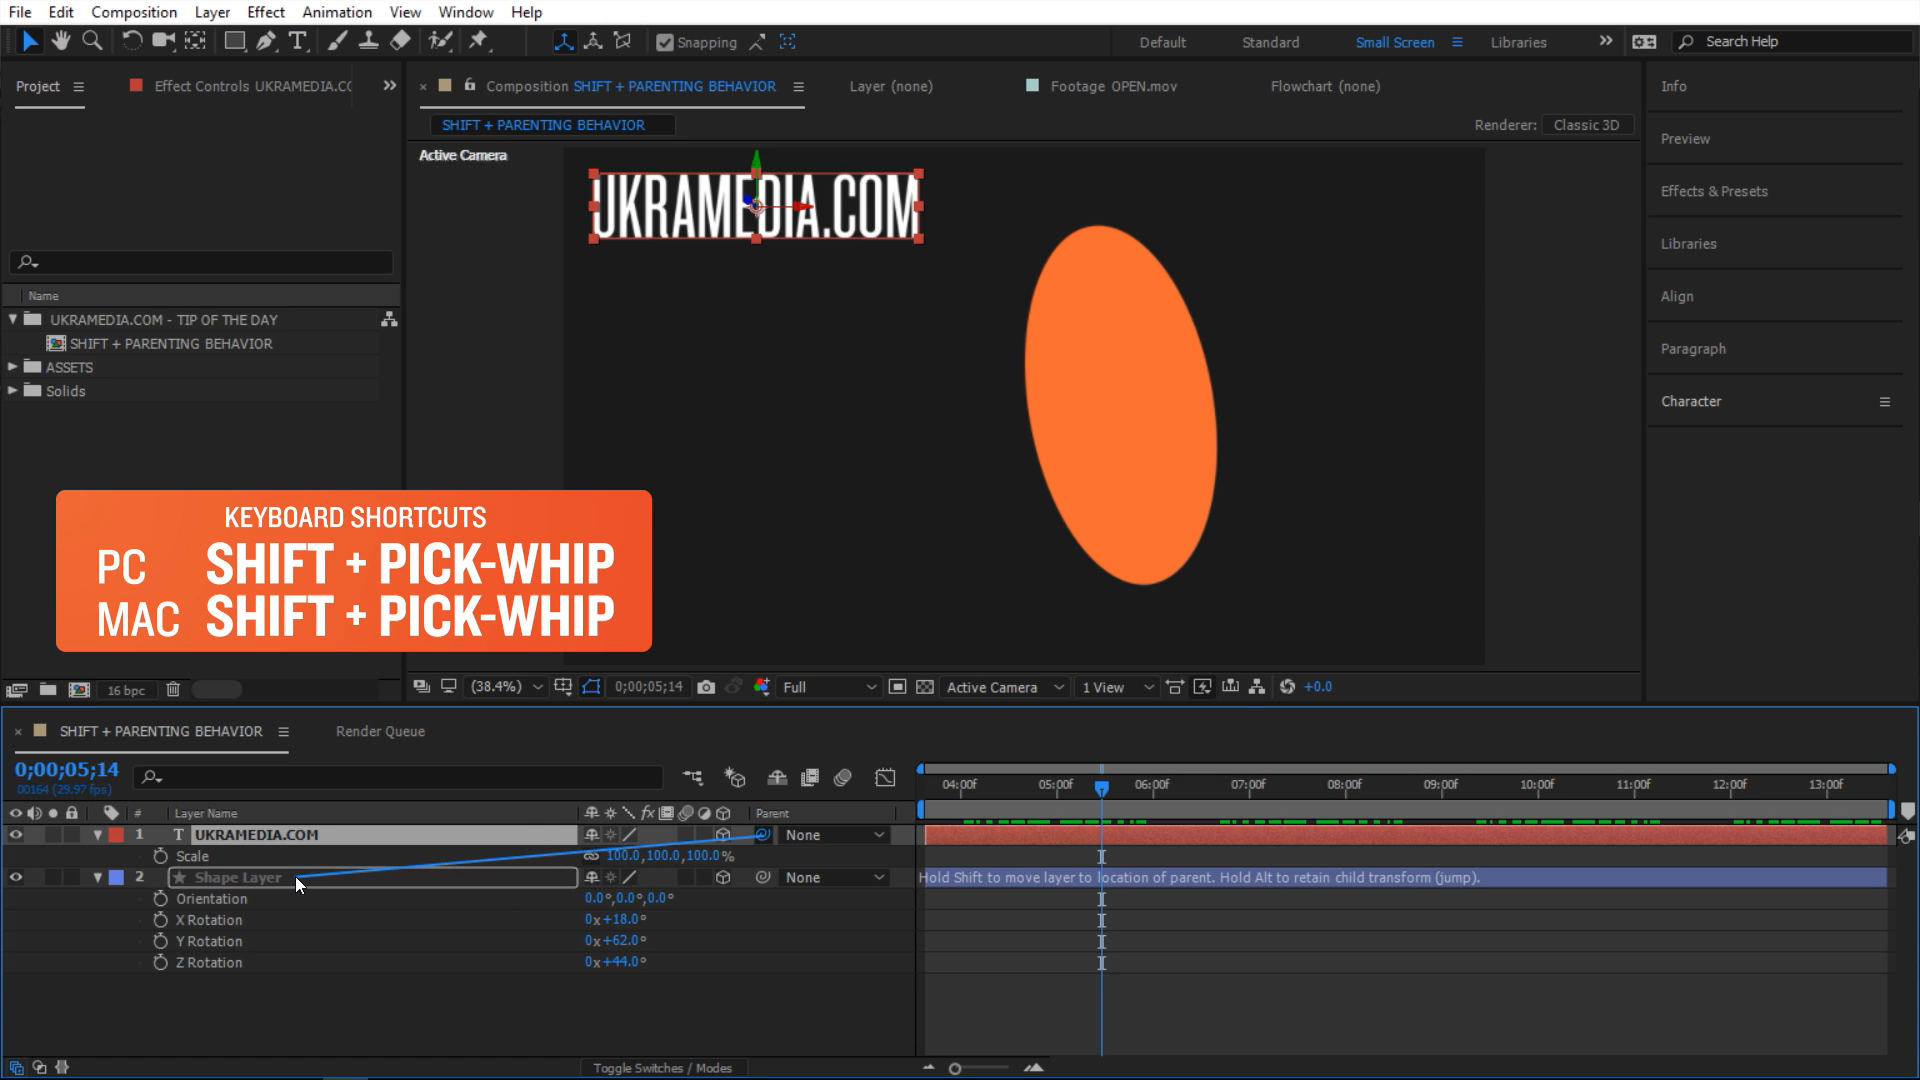 File Edit Composition Layer Effect Animation View Window Help
Snapping Default Standard Small Screen Libraries Search Help
Project Effect Controls UKRAMEDIA.CO
Composition SHIFT + PARENTING BEHAVIOR Layer (none) Footage OPEN.mov Flowchart (none)
SHIFT + PARENTING BEHAVIOR Renderer: Classic 3D
Active Camera
UKRAMEDIA.COM
Name
UKRAMEDIA.COM - TIP OF THE DAY
SHIFT + PARENTING BEHAVIOR
ASSETS
Solids
Info
Preview
Effects & Presets
Libraries
Align
Paragraph
Character
KEYBOARD SHORTCUTS
PC SHIFT + PICK-WHIP
MAC SHIFT + PICK-WHIP
16 bpc
(38.4%) 0;00;05;14 Full Active Camera 1 View +0.0
SHIFT + PARENTING BEHAVIOR Render Queue
0;00;05;14
00164 (29.97 fps)
04:00f 05:00f 06:00f 07:00f 08:00f 09:00f 10:00f 11:00f 12:00f 13:00f
# Layer Name fx Parent
1 T UKRAMEDIA.COM None
Scale 100.0,100.0,100.0%
2 Shape Layer None
Hold Shift to move layer to location of parent. Hold Alt to retain child transform (jump).
Orientation 0.0°,0.0°,0.0°
X Rotation 0x+18.0°
Y Rotation 0x+62.0°
Z Rotation 0x+44.0°
Toggle Switches / Modes